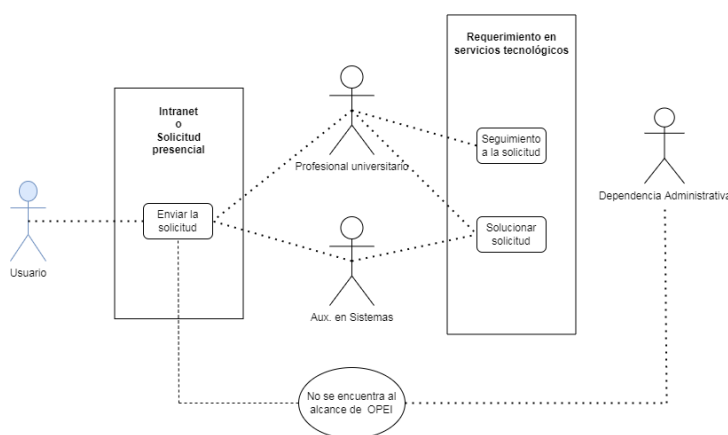 Requerimiento en
servicios tecnológicos
Intranet
o
Solicitud
presencial
Seguimiento
a la solicitud
Profesional universitario
Dependencia Administrativa
Enviar la
solicitud
Solucionar
solicitud
Usuario
Aux. en Sistemas
No se encuentra al
alcance de OPEI